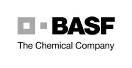 BASF
The Chemical Company